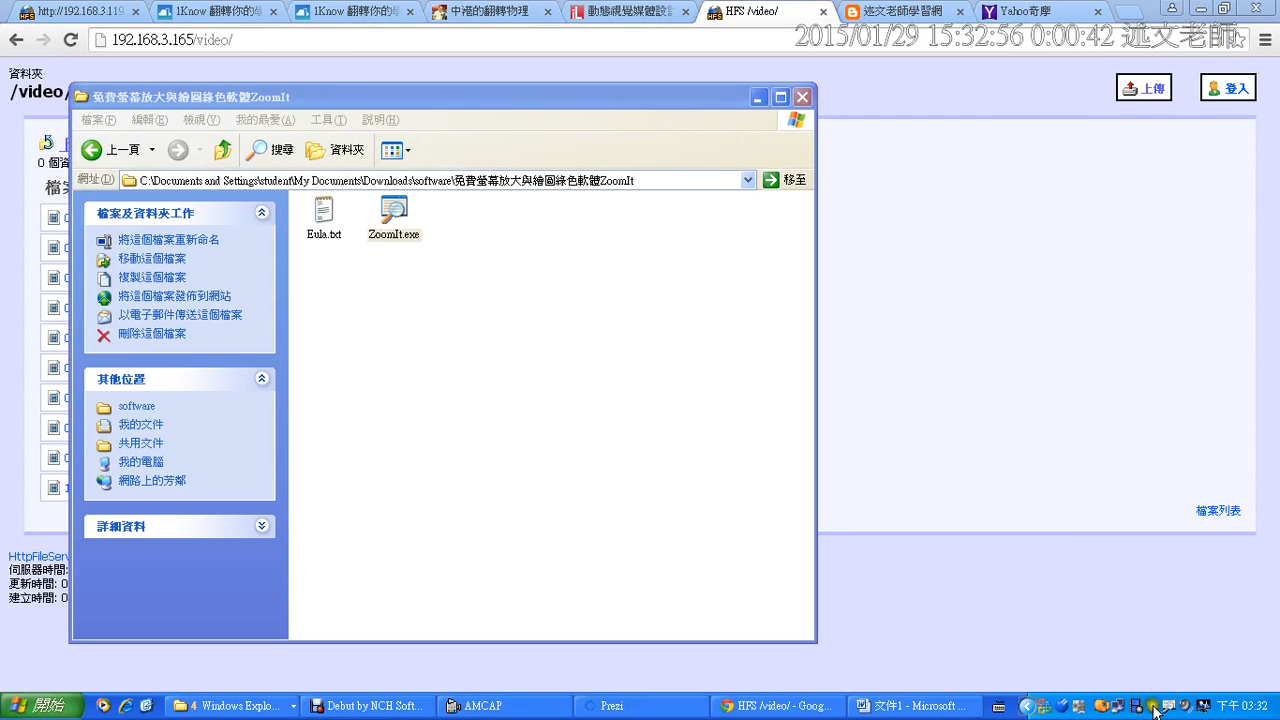 http://192.168.3.119
1Know 翻轉你的學
1Know 翻轉你的學
中港的翻轉物理
動態視覺媒體設計
HFS /video/
述文老師學習網
Yahoo奇摩
192.168.3.165/video/
2015/01/29 15:32:56 0:00:42 述文老師
資料夾
/video/
上傳
登入
免費螢幕放大與繪圖綠色軟體ZoomIt
檔案(F) 編輯(E) 檢視(V) 我的最愛(A) 工具(T) 說明(H)
上一頁 搜尋 資料夾
網址(D) C:\Documents and Settings\student\My Documents\Downloads\software\免費螢幕放大與繪圖綠色軟體ZoomIt 移至
檔案及資料夾工作
將這個檔案重新命名
移動這個檔案
複製這個檔案
將這個檔案發佈到網站
以電子郵件傳送這個檔案
刪除這個檔案
其他位置
software
我的文件
共用文件
我的電腦
網路上的芳鄰
詳細資料
Eula.txt
ZoomIt.exe
檔案列表
HttpFileServ
伺服器時間: 
更新時間: 0
建立時間: 0
開始
4 Windows Explo...
Debut by NCH Soft...
AMCAP
Prezi
HFS /video/ - Goog...
文件1 - Microsoft ...
下午 03:32